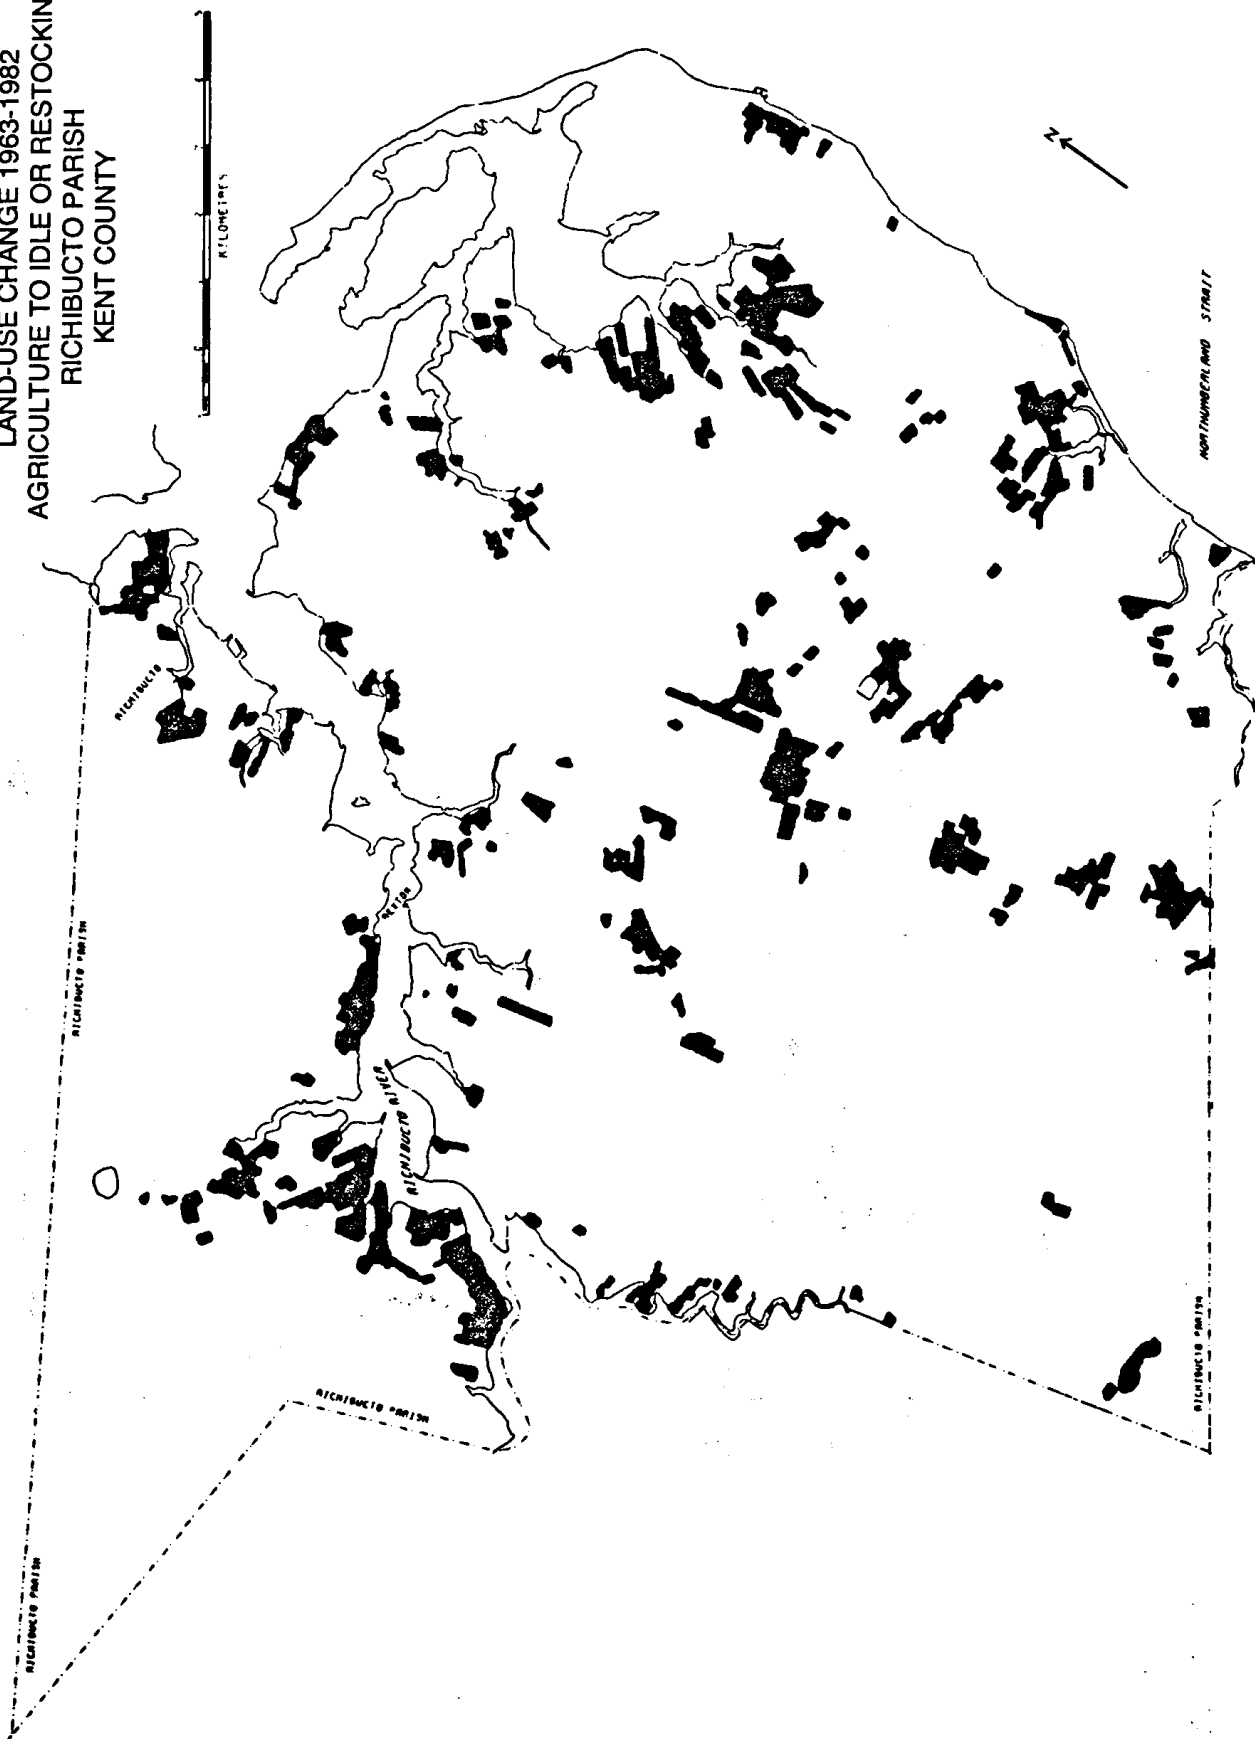 LAND-USE CHANGE 1963-1982
AGRICULTURE TO IDLE OR RESTOCKIN
RICHIBUCTO PARISH
KENT COUNTY
KILOMETRES
N
NORTHUMBERLAND STRAIT
RICHIBUCTO
REXTON
RICHIBUCTO RIVER
RICHIBUCTO PARISH
RICHIBUCTO PARISH
RICHIBUCTO PARISH
RICHIBUCTO PARISH